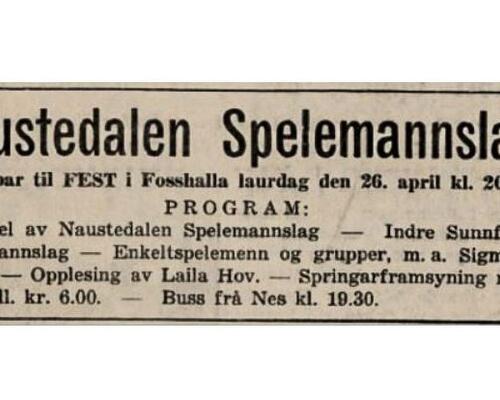 ustedalen Spelemannsla
bar til FEST i Fosshalla laurdag den 26. april kl. 20
PROGRAM:
el av Naustedalen Spelemannslag — Indre Sunnf
annslag — Enkeltspelemenn og grupper, m. a. Sigm
— Opplesing av Laila Hov. — Springarframsyning
ll. kr. 6.00. — Buss frå Nes kl. 19.30.